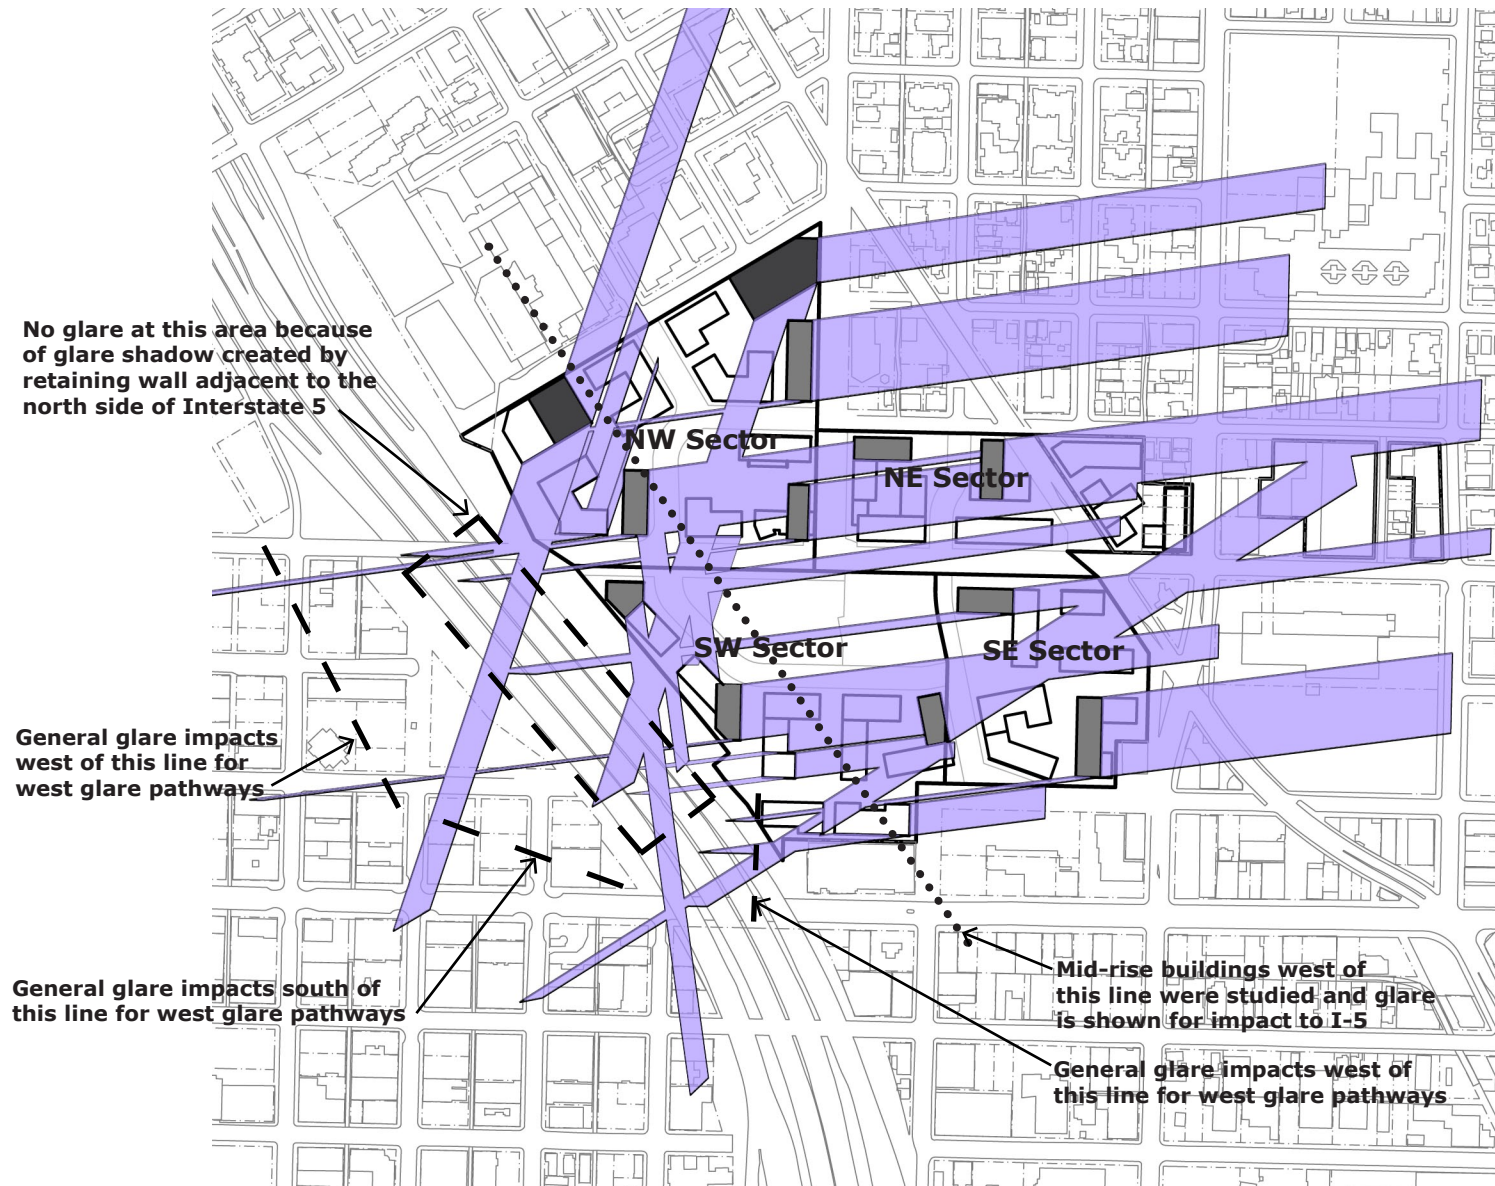 No glare at this area because
of glare shadow created by
retaining wall adjacent to the
north side of Interstate 5
NW Sector
NE Sector
SW Sector
SE Sector
General glare impacts
west of this line for
west glare pathways
General glare impacts south of
this line for west glare pathways
Mid-rise buildings west of
this line were studied and glare
is shown for impact to I-5
General glare impacts west of
this line for west glare pathways